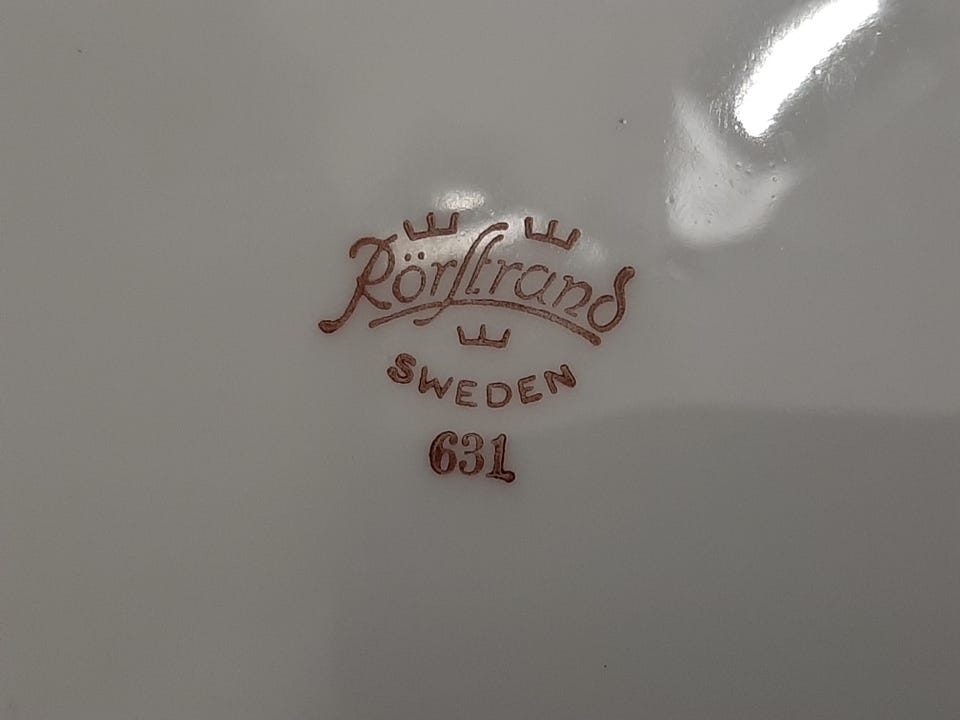 Rörstrand
SWEDEN
631